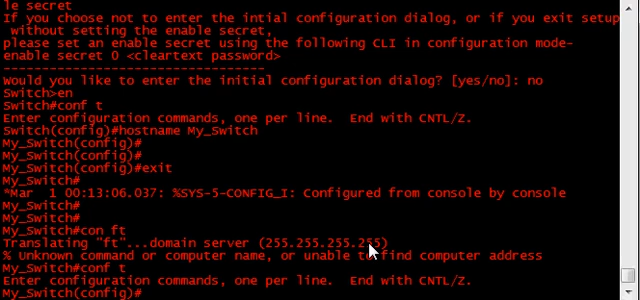 le secret
If you choose not to enter the intial configuration dialog, or if you exit setup
without setting the enable secret,
please set an enable secret using the following CLI in configuration mode-
enable secret 0 <cleartext password>
----------------------------------
Would you like to enter the initial configuration dialog? [yes/no]: no
Switch>en
Switch#conf t
Enter configuration commands, one per line.  End with CNTL/Z.
Switch(config)#hostname My_Switch
My_Switch(config)#
My_Switch(config)#
My_Switch(config)#exit
My_Switch#
*Mar  1 00:13:06.037: %SYS-5-CONFIG_I: Configured from console by console
My_Switch#
My_Switch#
My_Switch#con ft
Translating "ft"...domain server (255.255.255.255)
% Unknown command or computer name, or unable to find computer address
My_Switch#conf t
Enter configuration commands, one per line.  End with CNTL/Z.
My_Switch(config)#